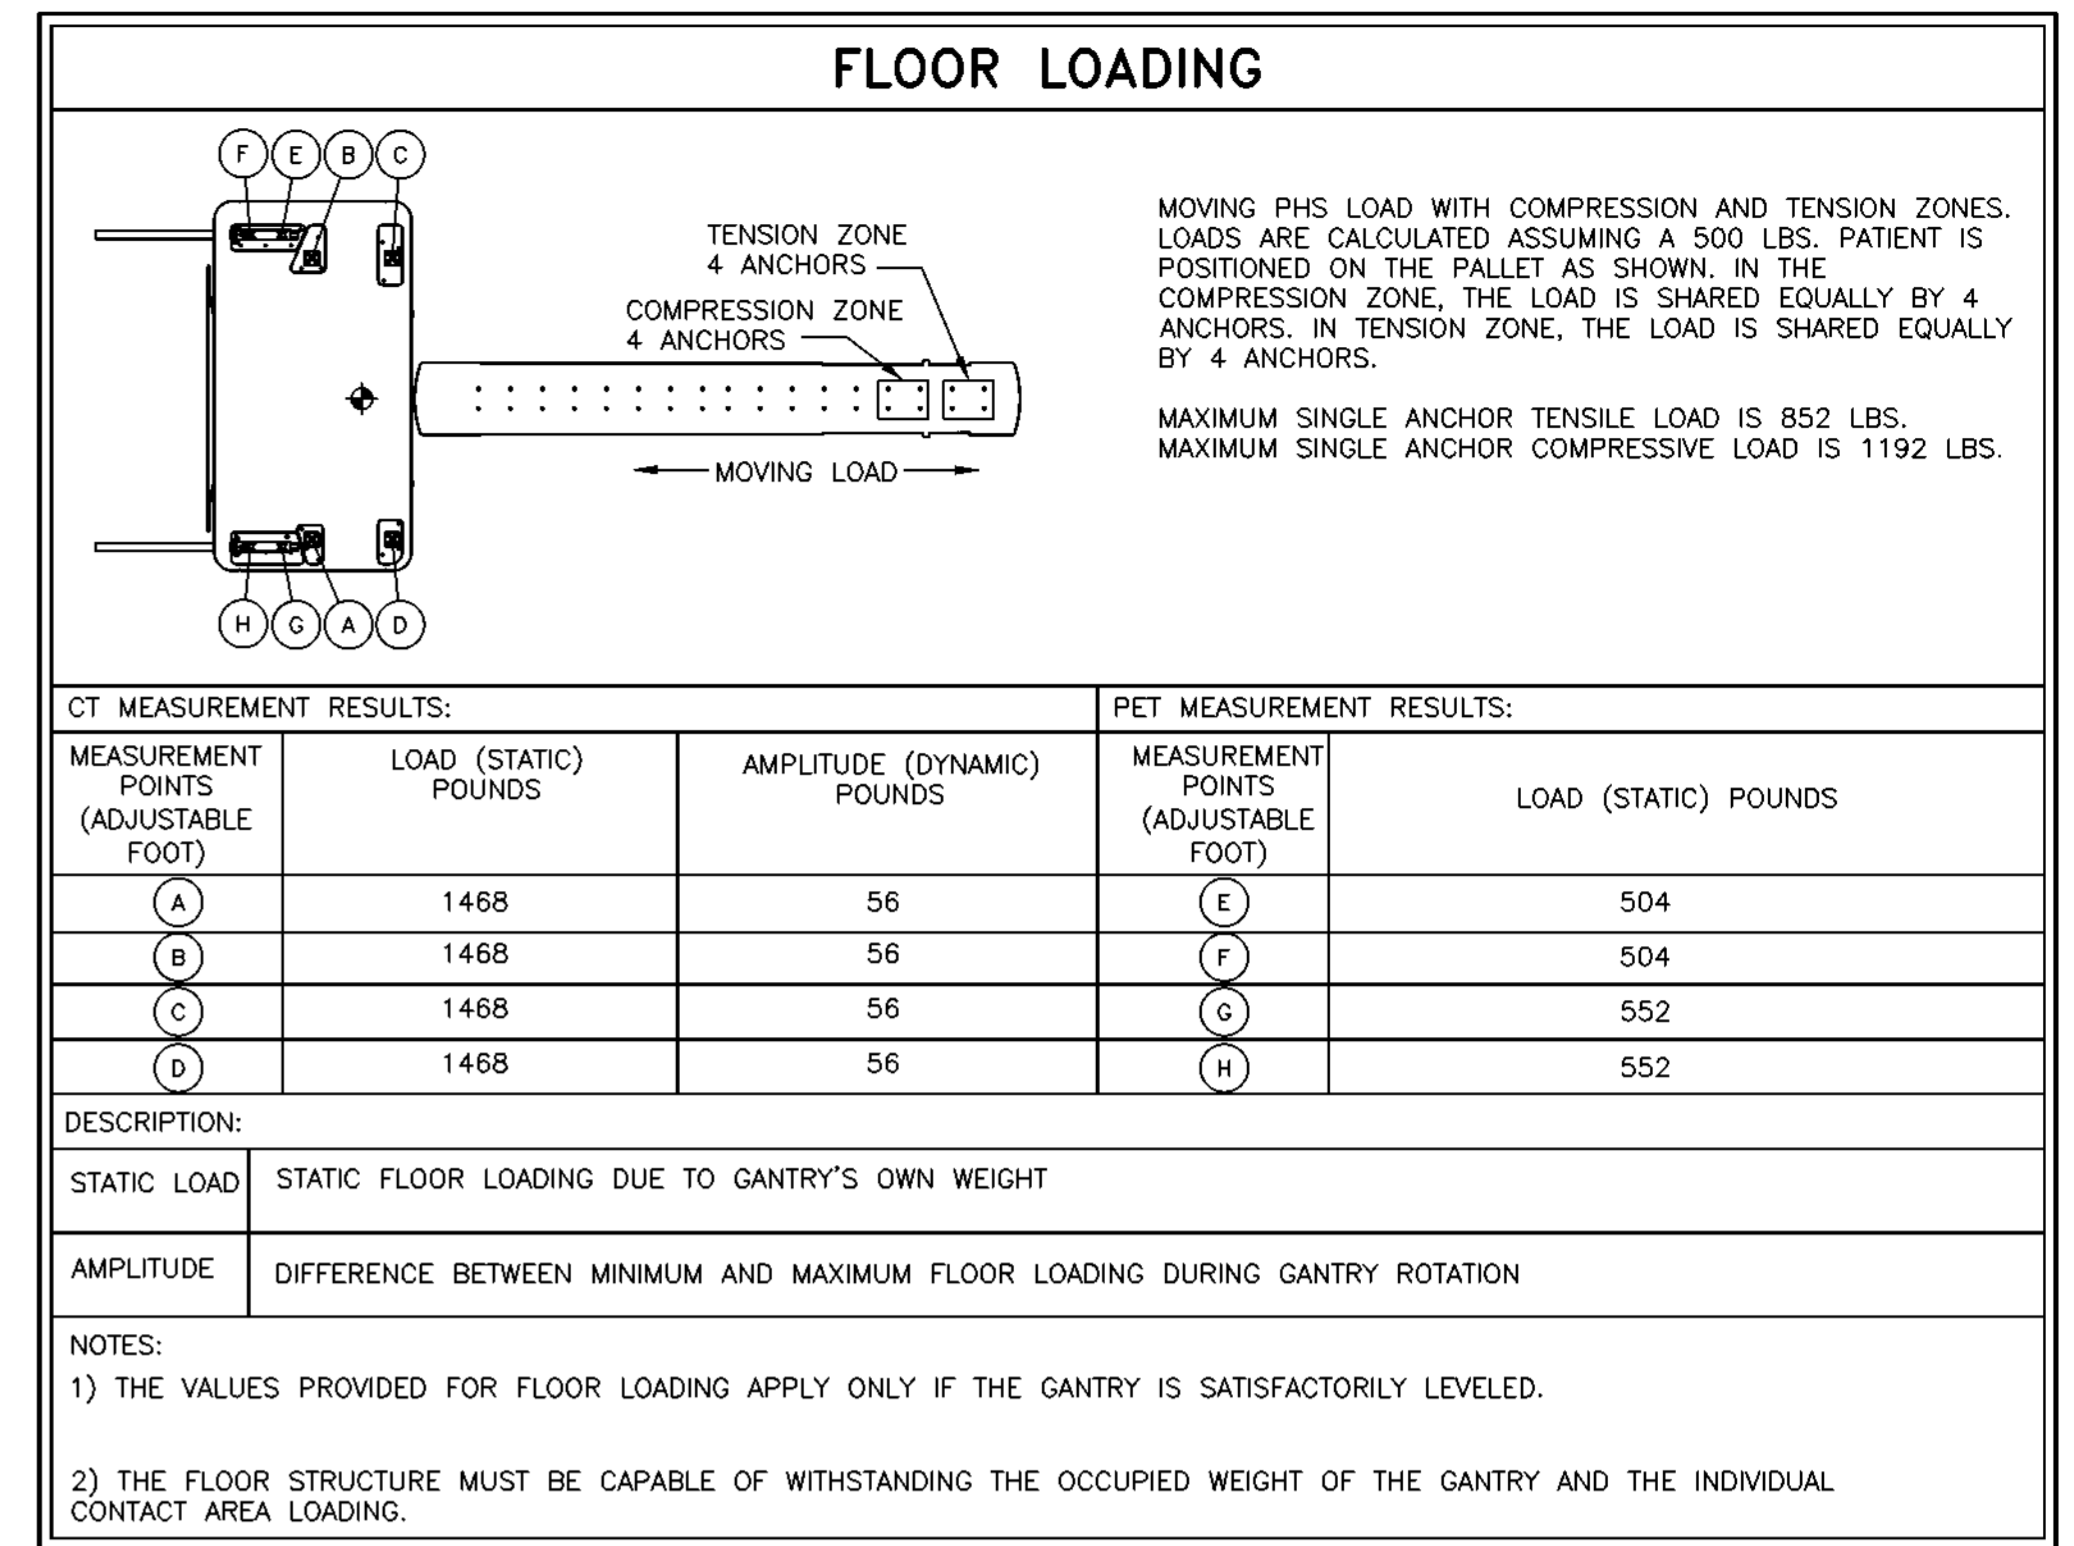 FLOOR LOADING
F E B C
TENSION ZONE
4 ANCHORS
COMPRESSION ZONE
4 ANCHORS
MOVING LOAD
H G A D
MOVING PHS LOAD WITH COMPRESSION AND TENSION ZONES.
LOADS ARE CALCULATED ASSUMING A 500 LBS. PATIENT IS
POSITIONED ON THE PALLET AS SHOWN. IN THE
COMPRESSION ZONE, THE LOAD IS SHARED EQUALLY BY 4
ANCHORS. IN TENSION ZONE, THE LOAD IS SHARED EQUALLY
BY 4 ANCHORS.
MAXIMUM SINGLE ANCHOR TENSILE LOAD IS 852 LBS.
MAXIMUM SINGLE ANCHOR COMPRESSIVE LOAD IS 1192 LBS.
CT MEASUREMENT RESULTS:
MEASUREMENT
POINTS
(ADJUSTABLE
FOOT)
LOAD (STATIC)
POUNDS
AMPLITUDE (DYNAMIC)
POUNDS
A 1468 56
B 1468 56
C 1468 56
D 1468 56
PET MEASUREMENT RESULTS:
MEASUREMENT
POINTS
(ADJUSTABLE
FOOT)
LOAD (STATIC) POUNDS
E 504
F 504
G 552
H 552
DESCRIPTION:
STATIC LOAD STATIC FLOOR LOADING DUE TO GANTRY'S OWN WEIGHT
AMPLITUDE DIFFERENCE BETWEEN MINIMUM AND MAXIMUM FLOOR LOADING DURING GANTRY ROTATION
NOTES:
1) THE VALUES PROVIDED FOR FLOOR LOADING APPLY ONLY IF THE GANTRY IS SATISFACTORILY LEVELED.
2) THE FLOOR STRUCTURE MUST BE CAPABLE OF WITHSTANDING THE OCCUPIED WEIGHT OF THE GANTRY AND THE INDIVIDUAL
CONTACT AREA LOADING.